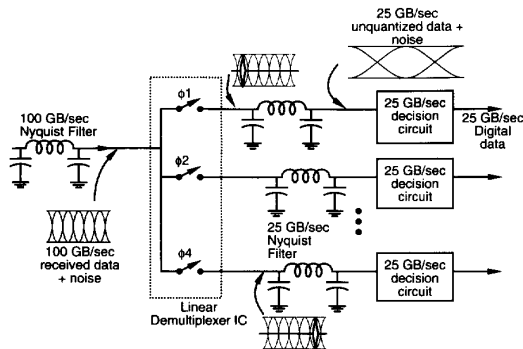 25 GB/sec
unquantized data +
noise
100 GB/sec
Nyquist Filter
ϕ1
25 GB/sec
decision
circuit
25 GB/sec
Digital
data
ϕ2
25 GB/sec
decision
circuit
100 GB/sec
received data
+ noise
25 GB/sec
Nyquist
Filter
ϕ4
25 GB/sec
decision
circuit
Linear
Demultiplexer IC